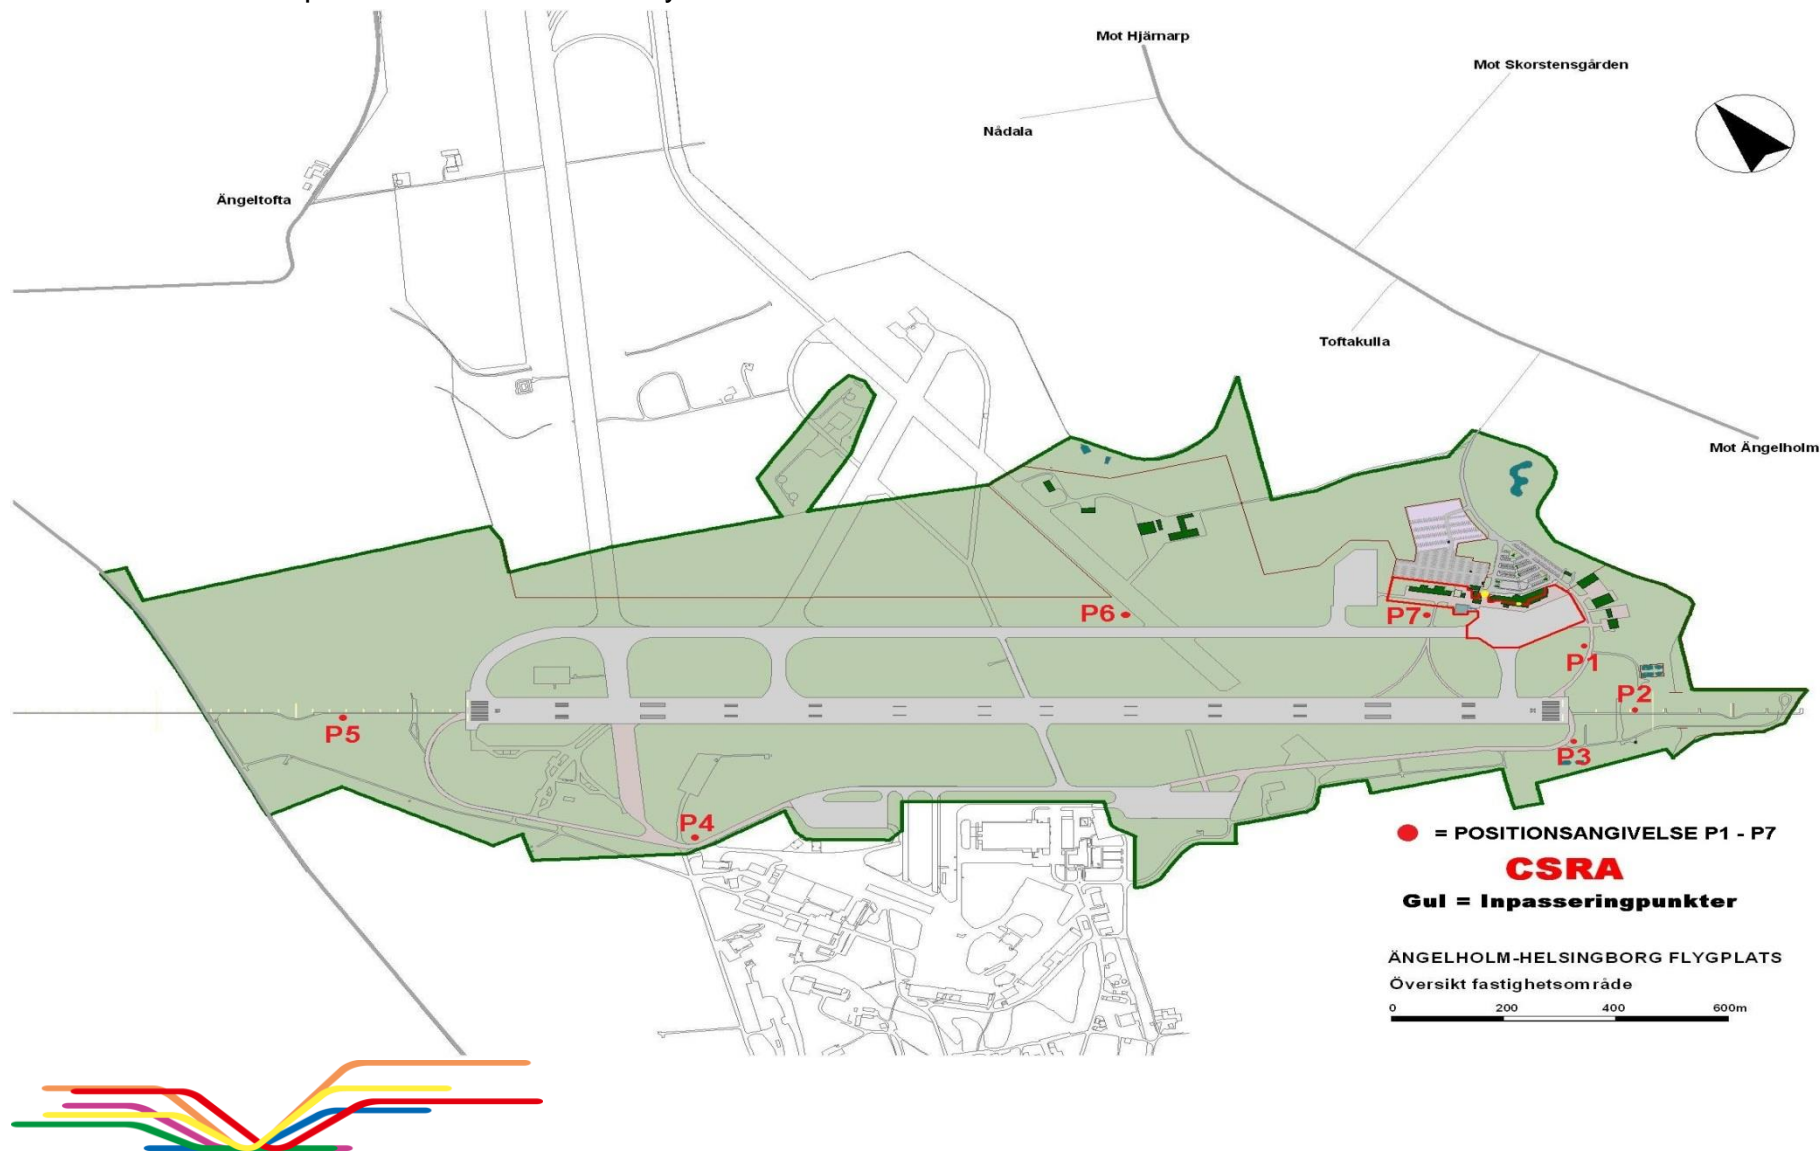 Mot Hjärnarp
Mot Skorstensgården
Nådala
Ängeltofta
Toftakulla
Mot Ängelholm
P6
P7
P1
P2
P5
P3
P4
= POSITIONSANGIVELSE P1 - P7
CSRA
Gul = Inpasseringpunkter
ÄNGELHOLM-HELSINGBORG FLYGPLATS
Översikt fastighetsområde
0 200 400 600m